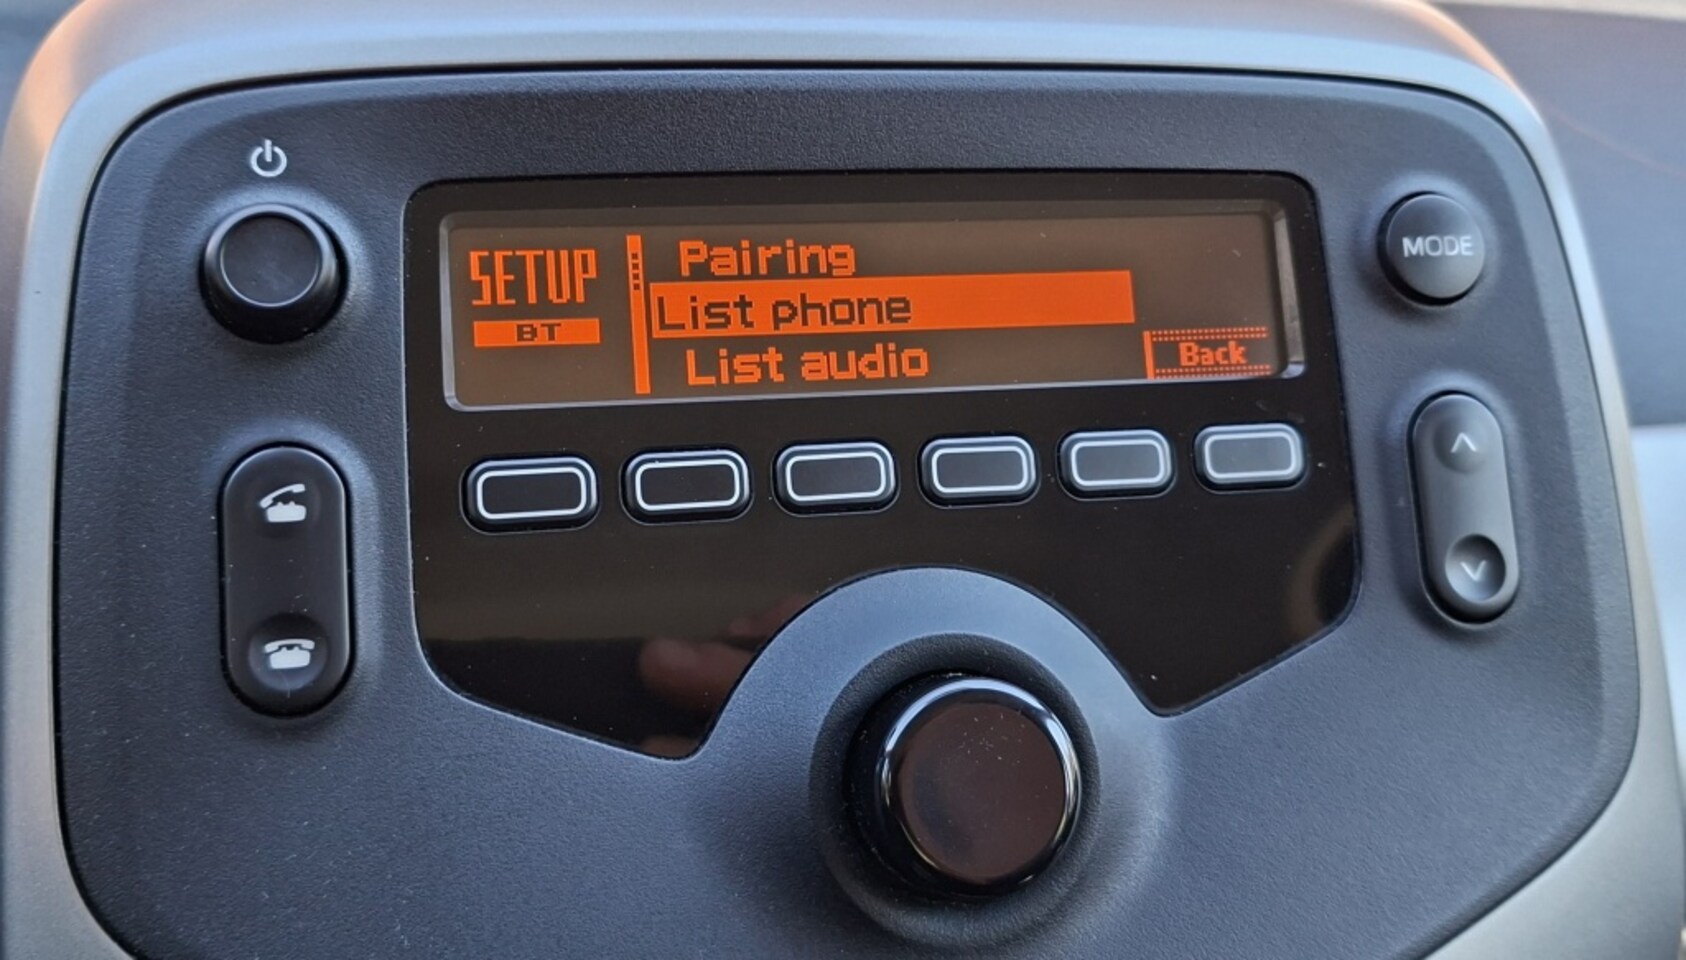 SETUP
BT
Pairing
List phone
List audio
Back
MODE